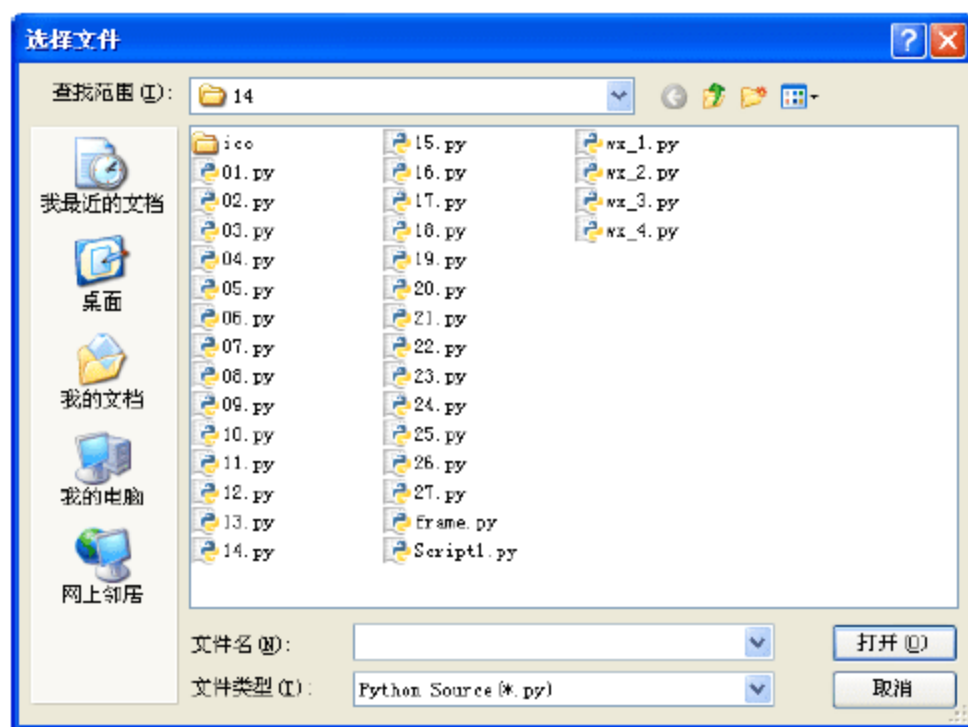 选择文件
查找范围(I):
14
我最近的文档
桌面
我的文档
我的电脑
网上邻居
ico
01.py
02.py
03.py
04.py
05.py
06.py
07.py
08.py
09.py
10.py
11.py
12.py
13.py
14.py
15.py
16.py
17.py
18.py
19.py
20.py
21.py
22.py
23.py
24.py
25.py
26.py
27.py
frame.py
Script1.py
wx_1.py
wx_2.py
wx_3.py
wx_4.py
文件名(N):
打开(O)
文件类型(T):
Python Source(*.py)
取消